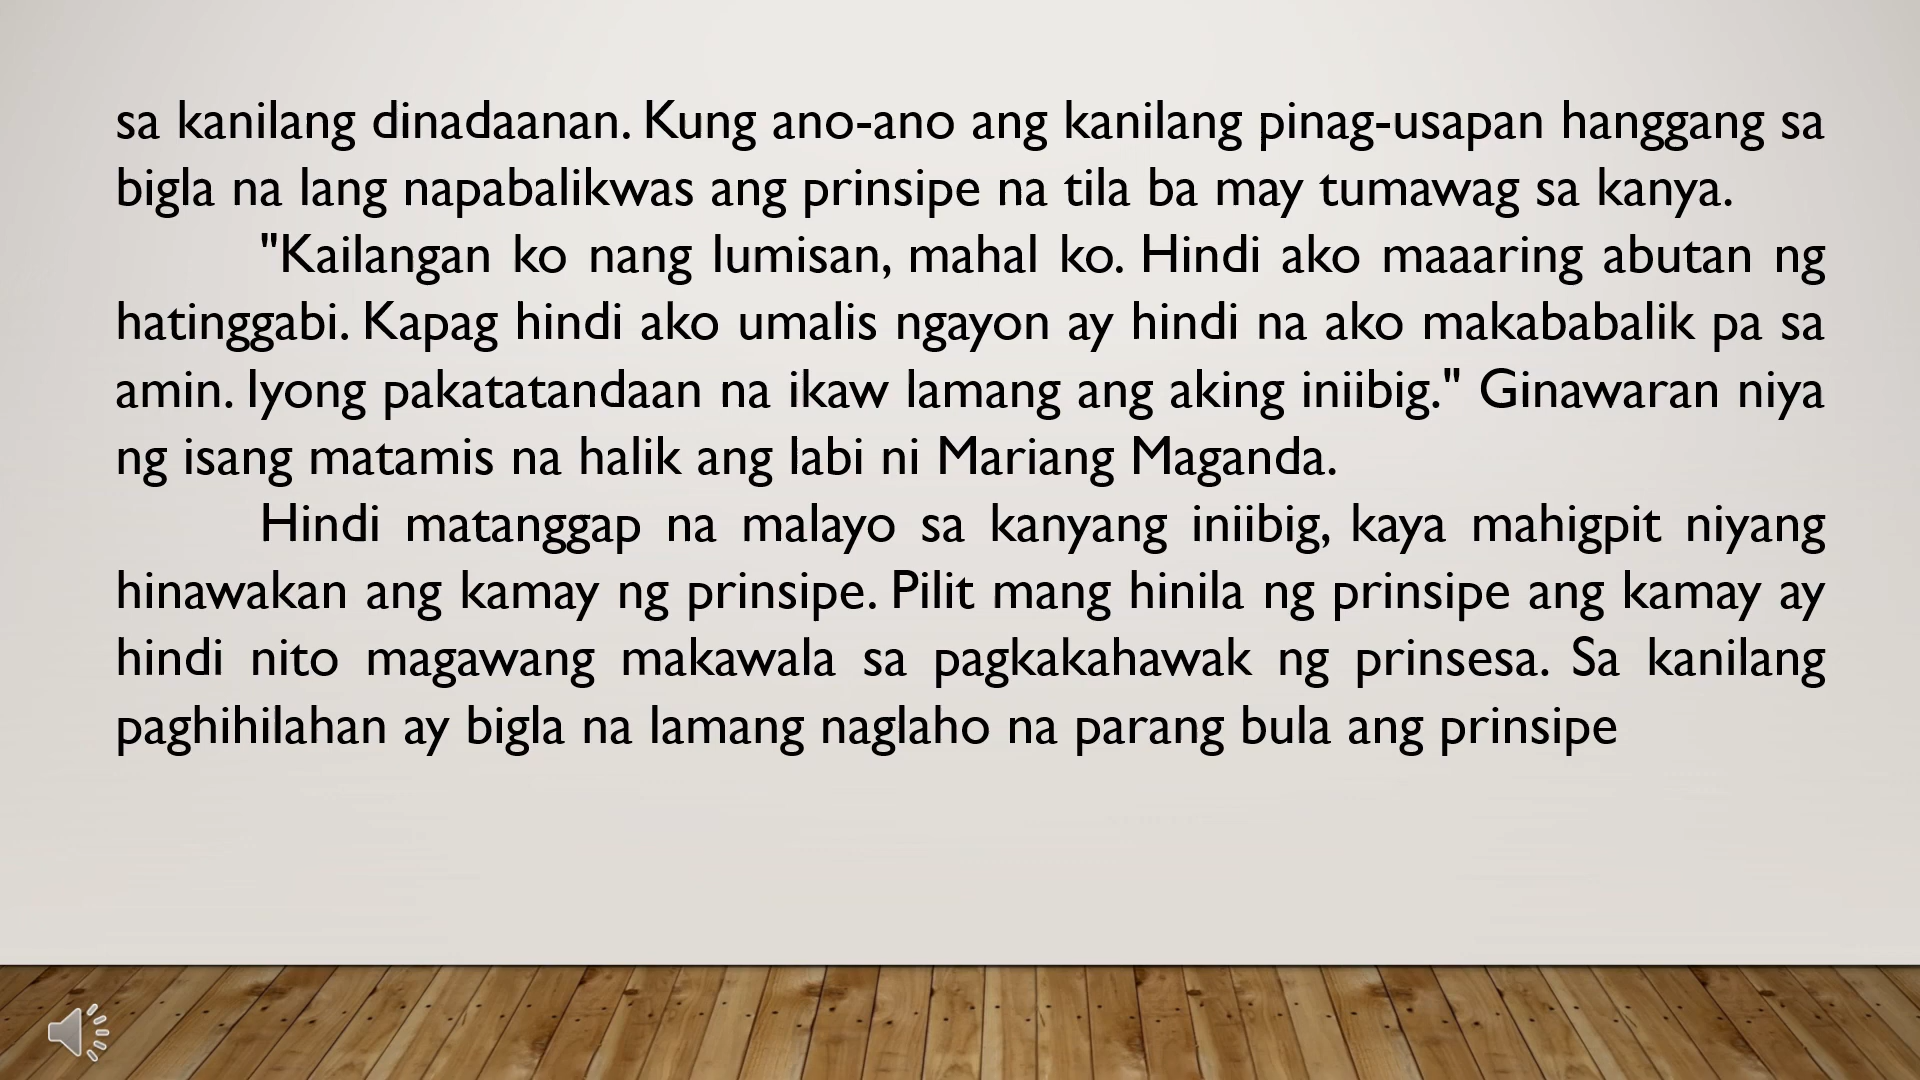 sa kanilang dinadaanan. Kung ano-ano ang kanilang pinag-usapan hanggang sa
bigla na lang napabalikwas ang prinsipe na tila ba may tumawag sa kanya.
"Kailangan ko nang lumisan, mahal ko. Hindi ako maaaring abutan ng
hatinggabi. Kapag hindi ako umalis ngayon ay hindi na ako makababalik pa sa
amin. Iyong pakatatandaan na ikaw lamang ang aking iniibig." Ginawaran niya
ng isang matamis na halik ang labi ni Mariang Maganda.
Hindi matanggap na malayo sa kanyang iniibig, kaya mahigpit niyang
hinawakan ang kamay ng prinsipe. Pilit mang hinila ng prinsipe ang kamay ay
hindi nito magawang makawala sa pagkakahawak ng prinsesa. Sa kanilang
paghihilahan ay bigla na lamang naglaho na parang bula ang prinsipe